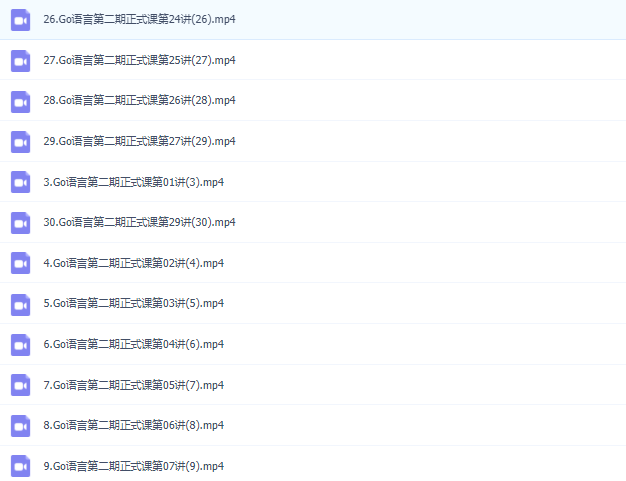 26.Go语言第二期正式课第24讲(26).mp4
27.Go语言第二期正式课第25讲(27).mp4
28.Go语言第二期正式课第26讲(28).mp4
29.Go语言第二期正式课第27讲(29).mp4
3.Go语言第二期正式课第01讲(3).mp4
30.Go语言第二期正式课第29讲(30).mp4
4.Go语言第二期正式课第02讲(4).mp4
5.Go语言第二期正式课第03讲(5).mp4
6.Go语言第二期正式课第04讲(6).mp4
7.Go语言第二期正式课第05讲(7).mp4
8.Go语言第二期正式课第06讲(8).mp4
9.Go语言第二期正式课第07讲(9).mp4